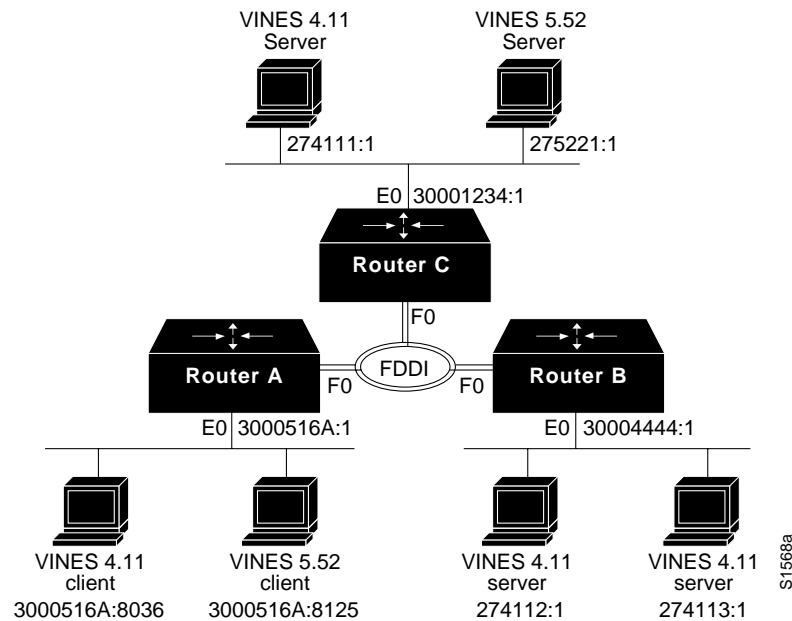 VINES 4.11
Server
VINES 5.52
Server
274111:1
275221:1
E0 30001234:1
Router C
F0
Router A
FDDI
Router B
F0
F0
E0 3000516A:1
E0 30004444:1
VINES 4.11
client
3000516A:8036
VINES 5.52
client
3000516A:8125
VINES 4.11
server
274112:1
VINES 4.11
server
274113:1
S1568a